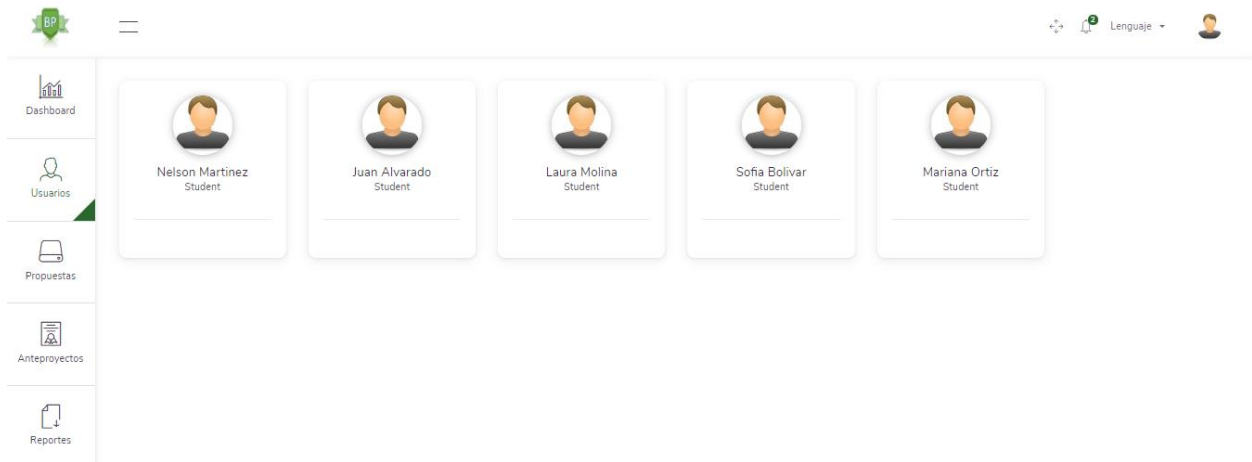 BP
2
Lenguaje
Dashboard
Usuarios
Propuestas
Anteproyectos
Reportes
Nelson Martinez
Student
Juan Alvarado
Student
Laura Molina
Student
Sofia Bolivar
Student
Mariana Ortiz
Student